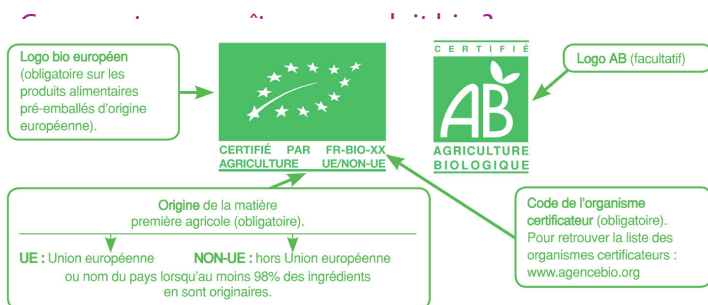 Logo bio européen
(obligatoire sur les
produits alimentaires
pré-emballés d'origine
européenne).
CERTIFIÉ PAR FR-BIO-XX
AGRICULTURE UE/NON-UE
CERTIFIÉ
AB
AGRICULTURE
BIOLOGIQUE
Logo AB (facultatif)
Origine de la matière
première agricole (obligatoire).
UE : Union européenne NON-UE : hors Union européenne
ou nom du pays lorsqu'au moins 98% des ingrédients
en sont originaires.
Code de l'organisme
certificateur (obligatoire).
Pour retrouver la liste des
organismes certificateurs :
www.agencebio.org